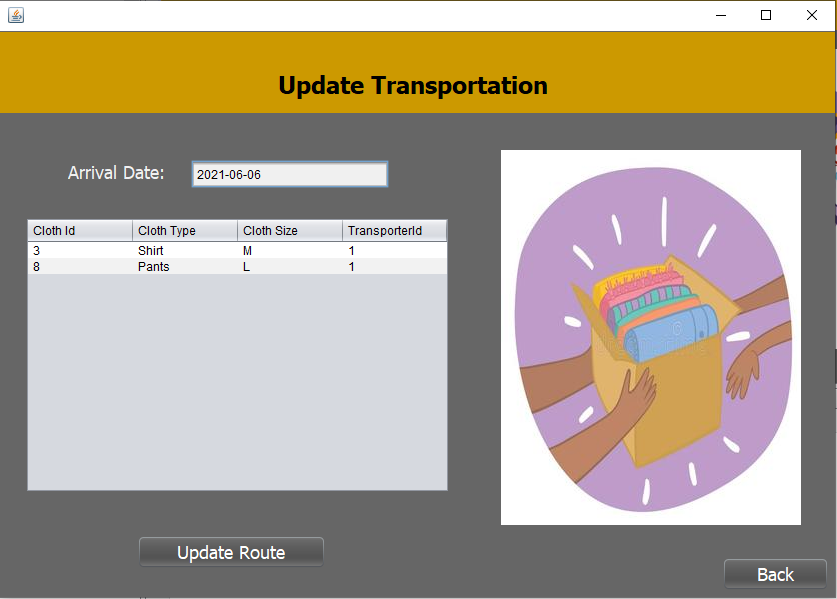 Update Transportation
Arrival Date: 2021-06-06
Cloth Id Cloth Type Cloth Size TransporterId
3 Shirt M 1
8 Pants L 1
Update Route
Back